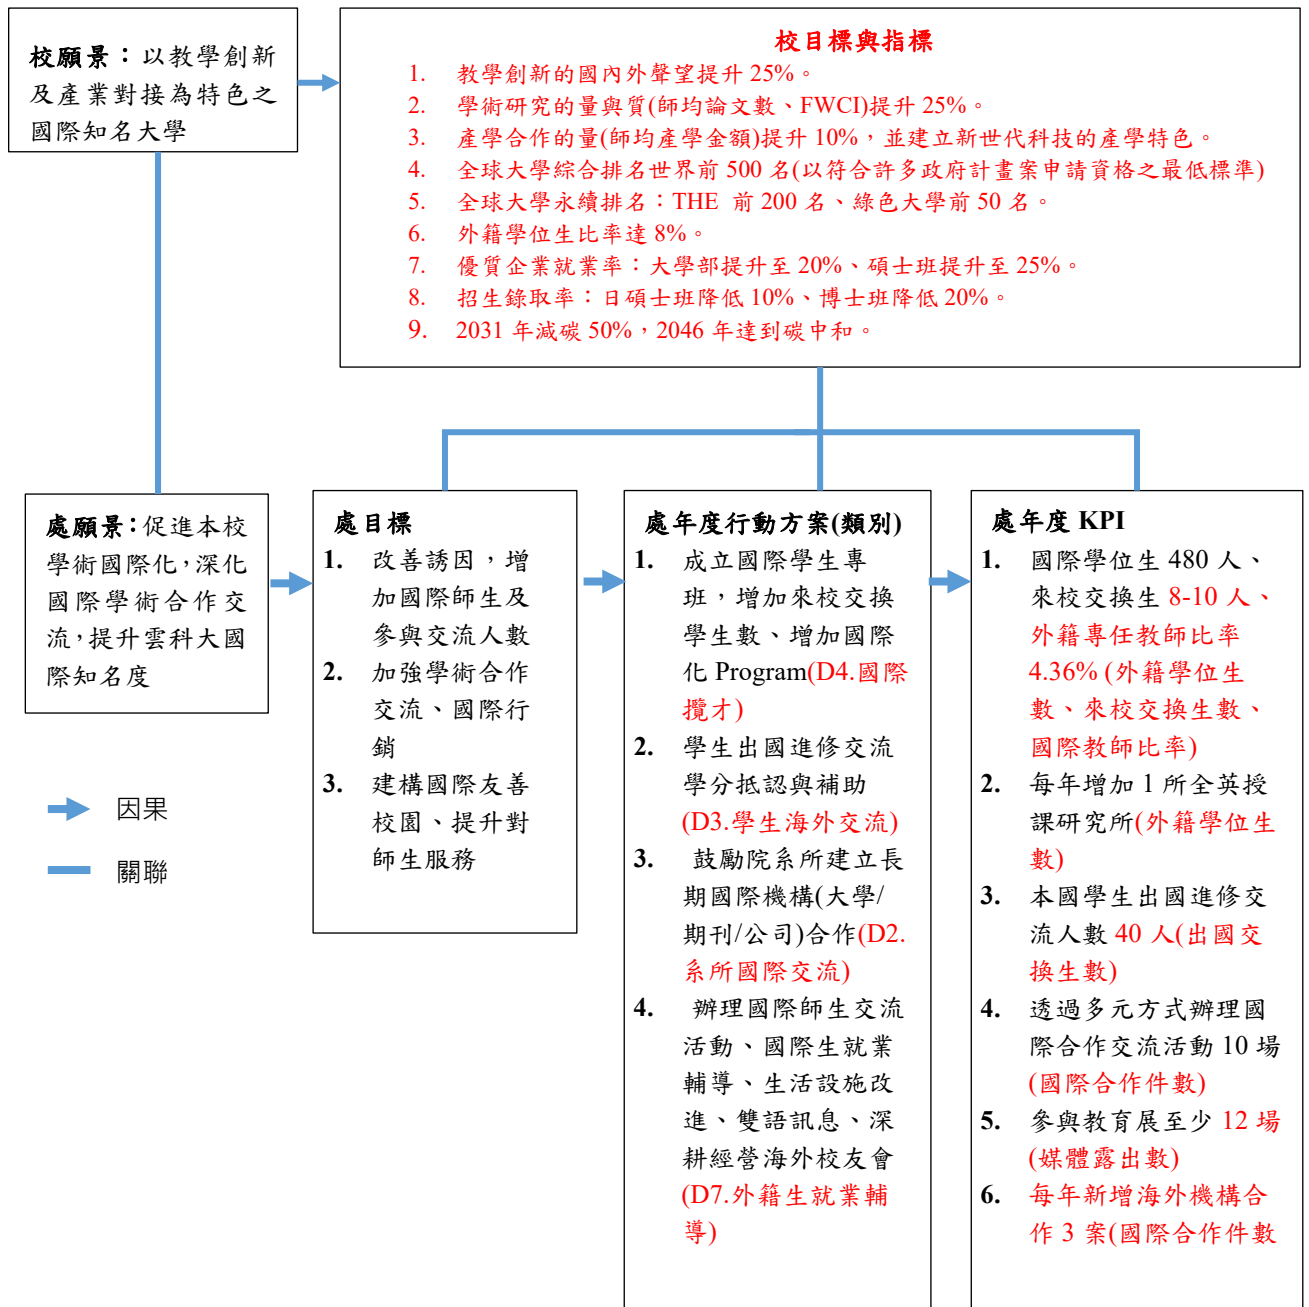 校願景：以教學創新
及產業對接為特色之
國際知名大學
校目標與指標
1. 教學創新的國內外聲望提升 25%。
2. 學術研究的量與質(師均論文數、FWCI)提升 25%。
3. 產學合作的量(師均產學金額)提升 10%，並建立新世代科技的產學特色。
4. 全球大學綜合排名世界前 500 名(以符合許多政府計畫案申請資格之最低標準)
5. 全球大學永續排名：THE 前 200 名、綠色大學前 50 名。
6. 外籍學位生比率達 8%。
7. 優質企業就業率：大學部提升至 20%、碩士班提升至 25%。
8. 招生錄取率：日碩士班降低 10%、博士班降低 20%。
9. 2031 年減碳 50%，2046 年達到碳中和。
處願景：促進本校
學術國際化，深化
國際學術合作交
流，提升雲科大國
際知名度
因果
關聯
處目標
1. 改善誘因，增
加國際師生及
參與交流人數
2. 加強學術合作
交流、國際行
銷
3. 建構國際友善
校園、提升對
師生服務
處年度行動方案(類別)
1. 成立國際學生專
班，增加來校交換
學生數、增加國際
化 Program(D4.國際
攬才)
2. 學生出國進修交流
學分抵認與補助
(D3.學生海外交流)
3. 鼓勵院系所建立長
期國際機構(大學/
期刊/公司)合作(D2.
系所國際交流)
4. 辦理國際師生交流
活動、國際生就業
輔導、生活設施改
進、雙語訊息、深
耕經營海外校友會
(D7.外籍生就業輔
導)
處年度 KPI
1. 國際學位生 480 人、
來校交換生
8-10 人、
外籍專任教師比率
4.36% (外籍學位生
數、來校交換生數、
國際教師比率)
2. 每年增加 1 所全英授
課研究所(外籍學位生
數)
3. 本國學生出國進修交
流人數 40 人(出國交
換生數)
4. 透過多元方式辦理國
際合作交流活動 10 場
(國際合作件數)
5. 參與教育展至少 12 場
(媒體露出數)
6. 每年新增海外機構合
作 3 案(國際合作件數